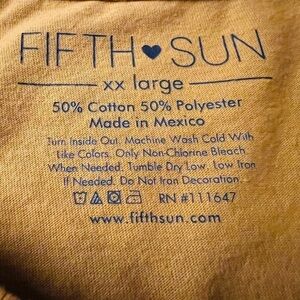 FIFTH♥SUN
xx large
50% Cotton 50% Polyester
Made in Mexico
Turn Inside Out. Machine Wash Cold With
Like Colors. Only Non-Chlorine Bleach
When Needed. Tumble Dry Low. Low Iron
If Needed. Do Not Iron Decoration.
RN #111647
www.fifthsun.com